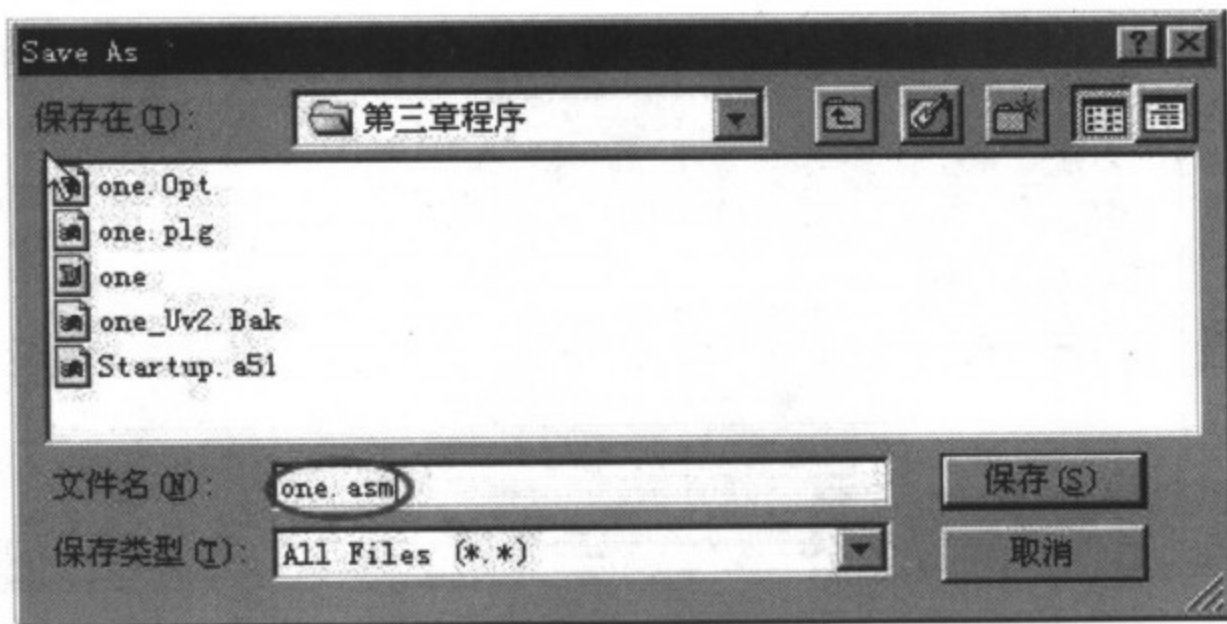 Save As
保存在(I): 第三章程序
one.Opt
one.plg
one
one_Uv2.Bak
Startup.a51
文件名(N): one.asm 保存(S)
保存类型(T): All Files (*.*) 取消